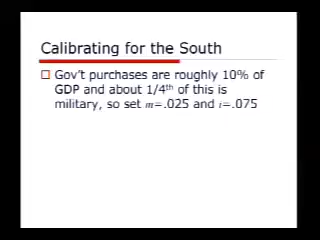 Calibrating for the South
Gov't purchases are roughly 10% of
GDP and about 1/4th of this is
military, so set m=.025 and i=.075